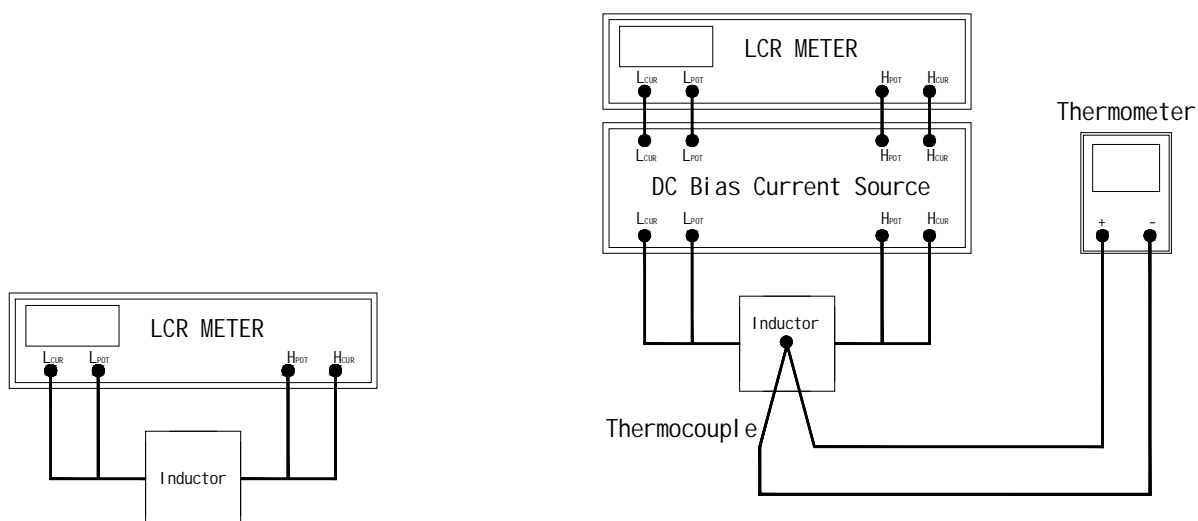 LCR METER
LCUR LPOT HPOT HCUR
LCUR LPOT HPOT HCUR
DC Bias Current Source
LCUR LPOT HPOT HCUR
Inductor
Thermocouple
Thermometer
+ -
LCR METER
LCUR LPOT HPOT HCUR
Inductor